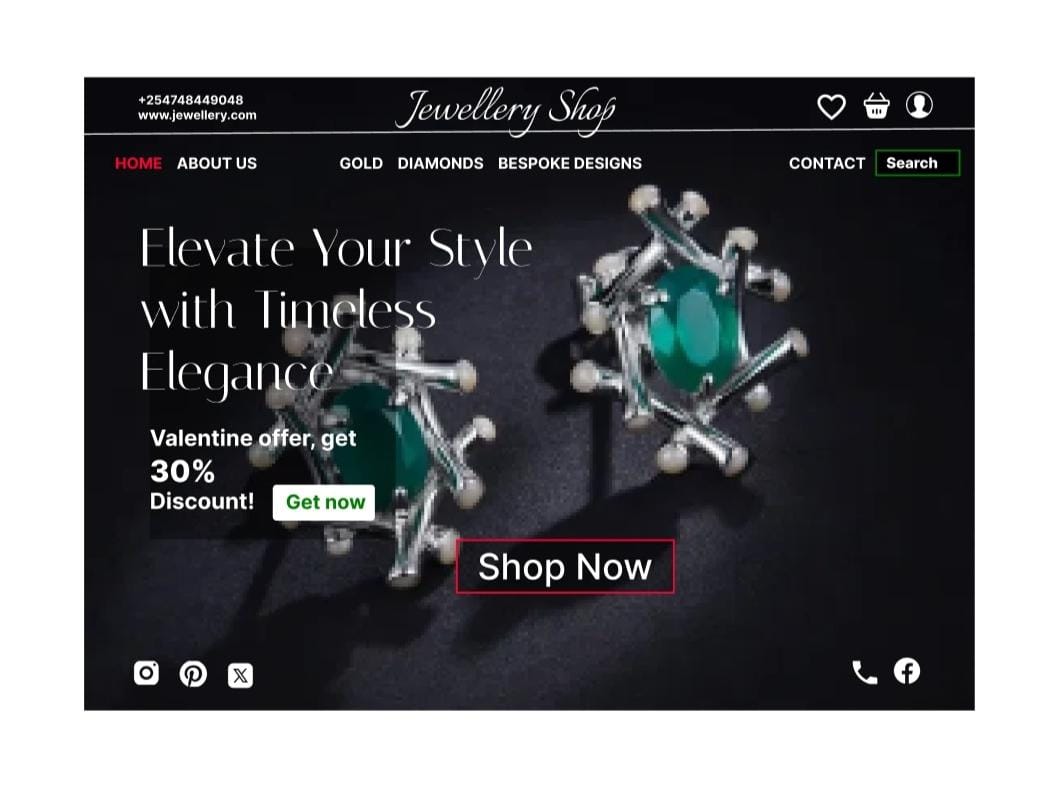 +254748449048
www.jewellery.com
Jewellery Shop
HOME ABOUT US GOLD DIAMONDS BESPOKE DESIGNS CONTACT Search
Elevate Your Style
with Timeless
Elegance
Valentine offer, get
30%
Discount! Get now
Shop Now